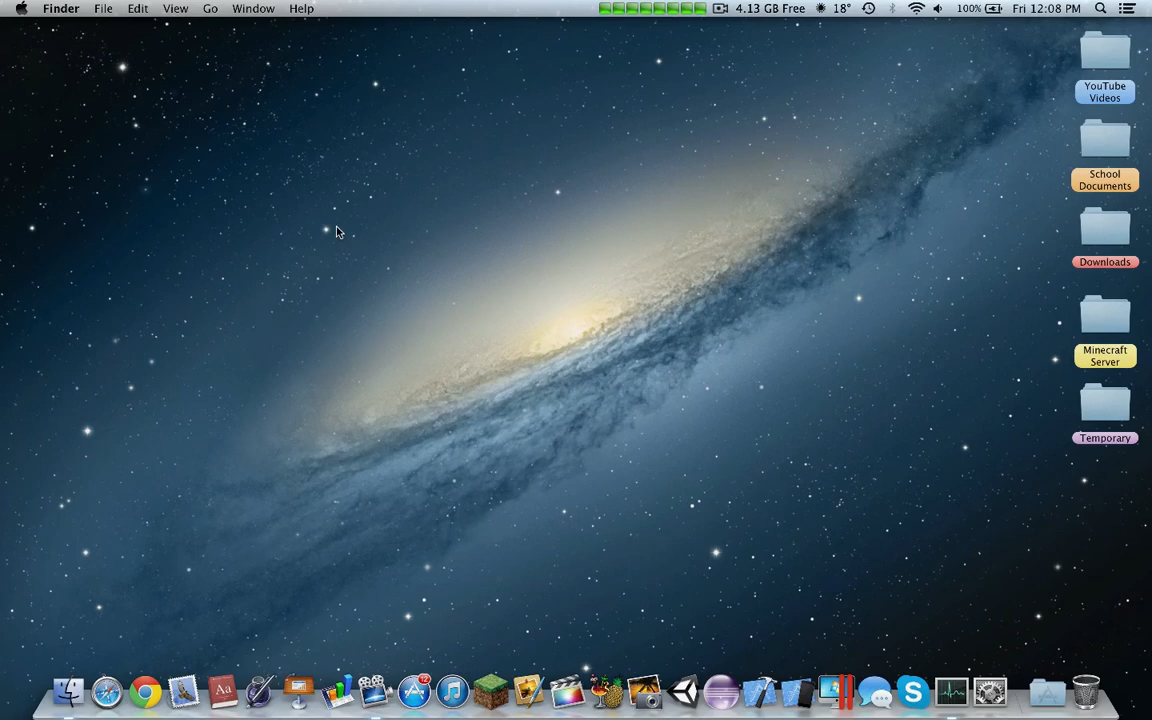 Finder File Edit View Go Window Help 4.13 GB Free 18° 100% Fri 12:08 PM
YouTube
Videos
School
Documents
Downloads
Minecraft
Server
Temporary
Aa